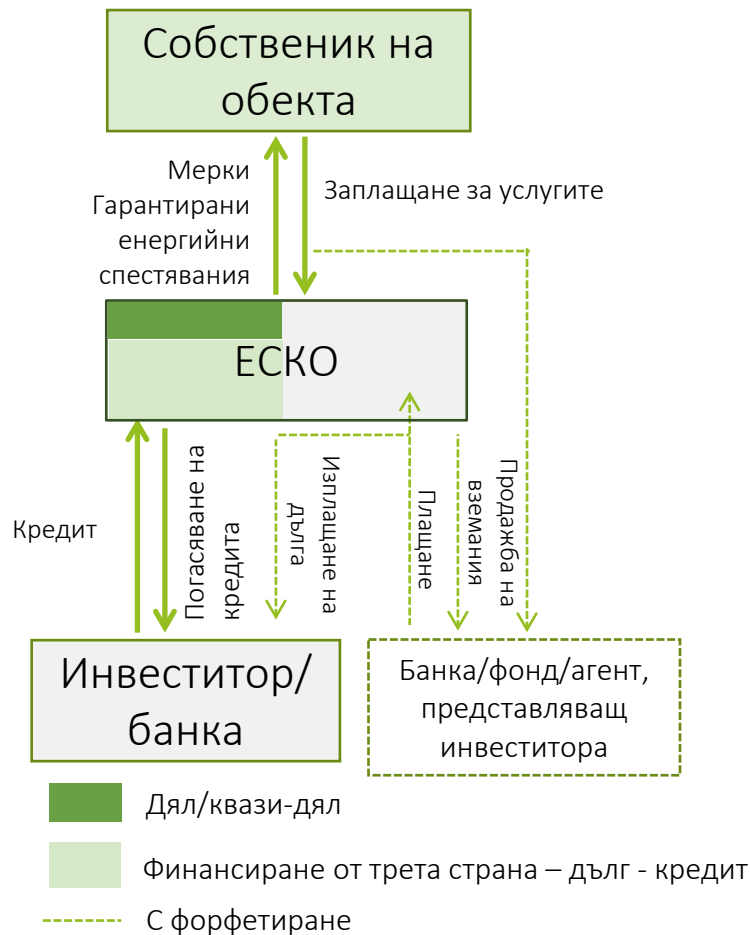 Собственик на
обекта
Мерки
Гарантирани
енергийни
спестявания
Заплащане за услугите
ЕСКО
Кредит
Погасяване на
кредита
Изплащане на
дълга
Плащане
Продажба на
вземания
Инвеститор/
банка
Банка/фонд/агент,
представляващ
инвеститора
Дял/квази-дял
Финансиране от трета страна – дълг - кредит
С форфетиране